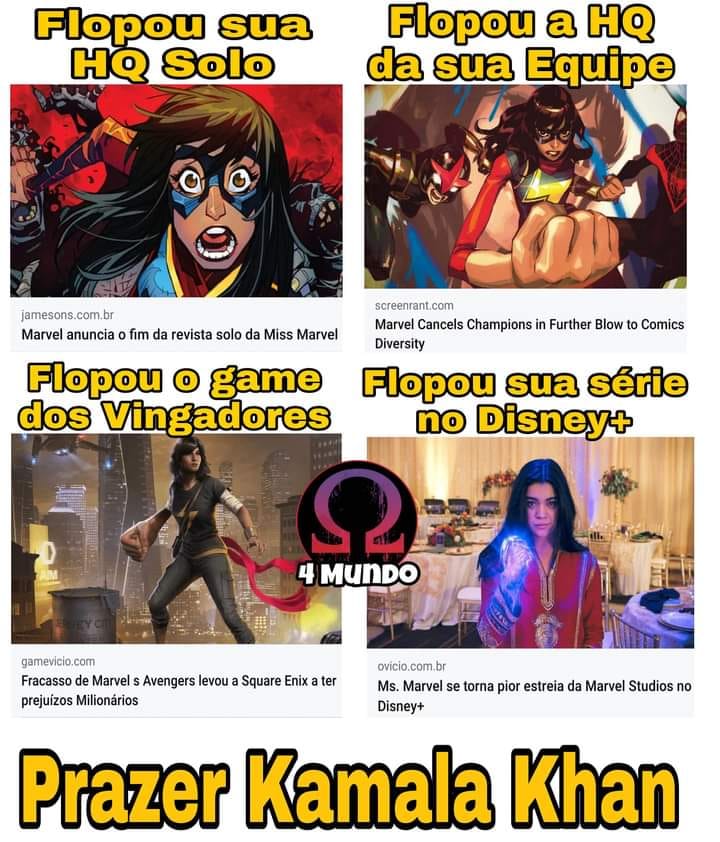 Flopou sua
HQ Solo
Flopou a HQ
da sua Equipe
jamesons.com.br
Marvel anuncia o fim da revista solo da Miss Marvel
screenrant.com
Marvel Cancels Champions in Further Blow to Comics
Diversity
Flopou o game
dos Vingadores
Flopou sua série
no Disney+
JERSEY CITY
Ω
4 MUNDO
gamevicio.com
Fracasso de Marvel s Avengers levou a Square Enix a ter
prejuízos Milionários
ovicio.com.br
Ms. Marvel se torna pior estreia da Marvel Studios no
Disney+
Prazer Kamala Khan